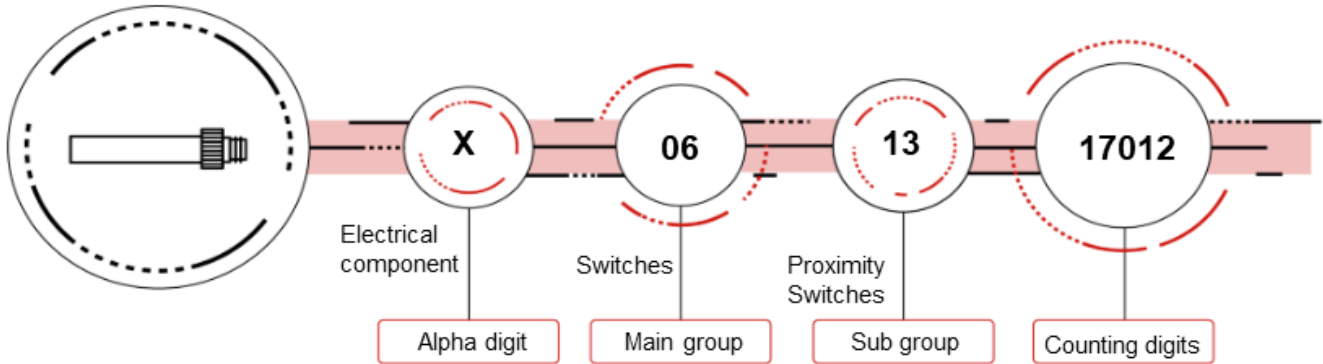 X
06
13
17012
Electrical
component
Switches
Proximity
Switches
Alpha digit
Main group
Sub group
Counting digits